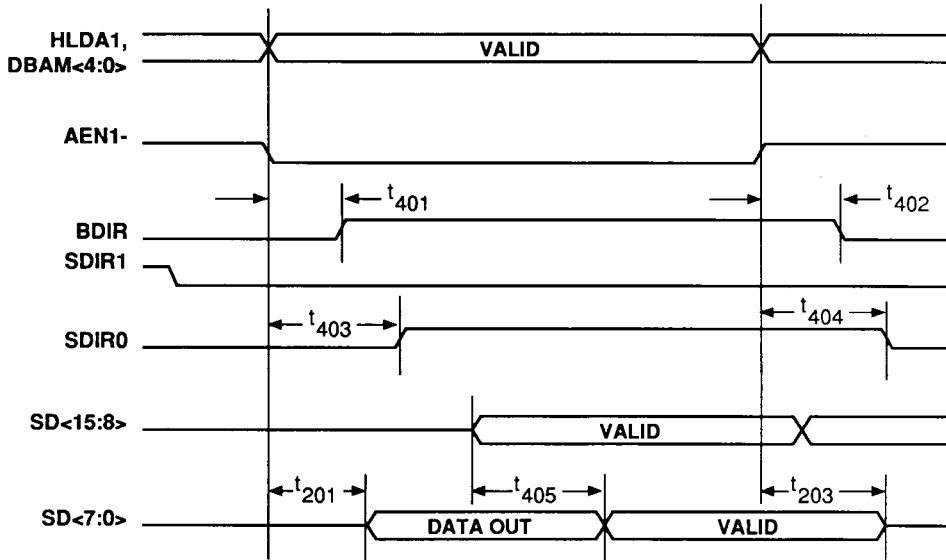 HLDA1,
DBAM<4:0>
VALID
AEN1-
t401
t402
BDIR
SDIR1
t403
t404
SDIR0
SD<15:8>
VALID
t201
t405
t203
SD<7:0>
DATA OUT
VALID